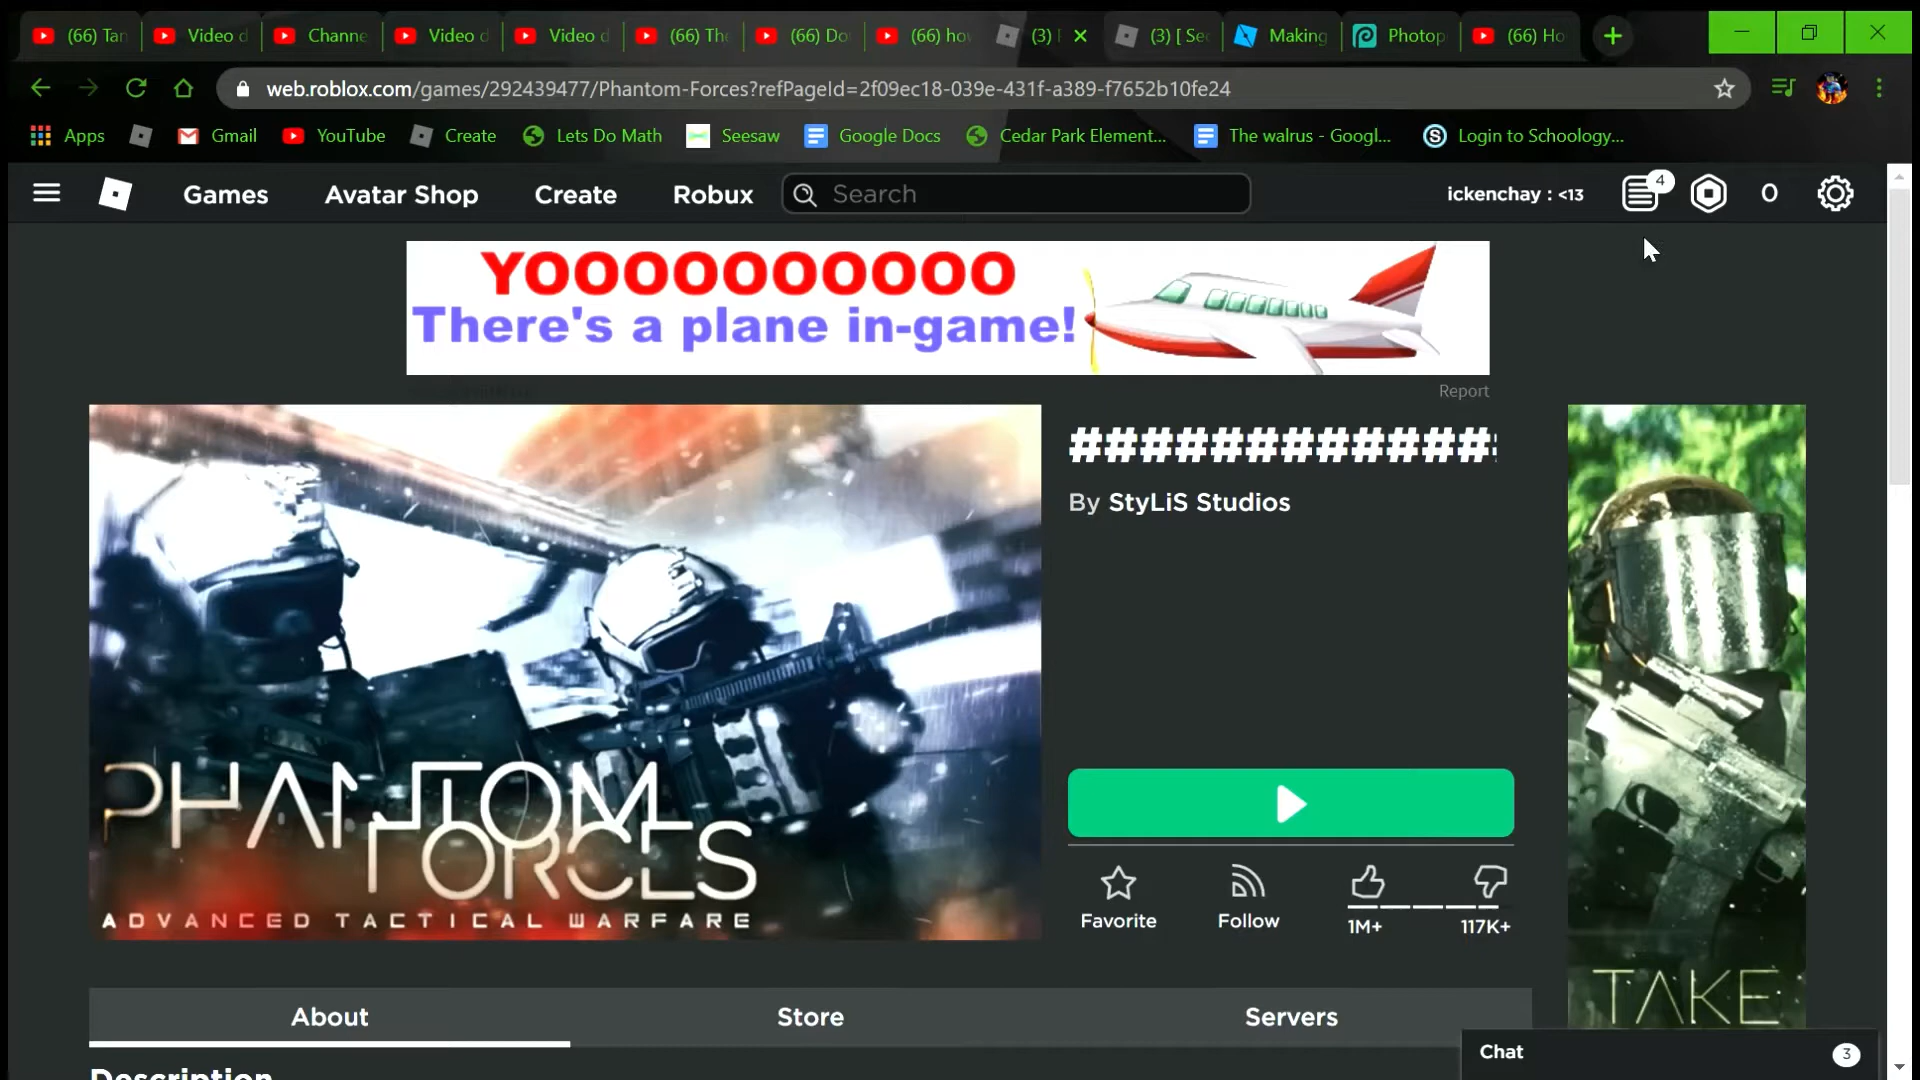 (66) Tan
Video d
Channe
Video d
Video d
(66) The
(66) Do
(66) ho
(3)
(3) [ Se
Making
Photop
(66) Ho
web.roblox.com/games/292439477/Phantom-Forces?refPageId=2f09ec18-039e-431f-a389-f7652b10fe24
Apps
Gmail
YouTube
Create
Lets Do Math
Seesaw
Google Docs
Cedar Park Element...
The walrus - Googl...
Login to Schoology...
Games
Avatar Shop
Create
Robux
Search
ickenchay : <13
4
0
YOOOOOOOOOO
There's a plane in-game!
Report
############
By StyLiS Studios
PHANTOM
FORCES
ADVANCED TACTICAL WARFARE
Favorite
Follow
1M+
117K+
TAKE
About
Store
Servers
Description
Chat
3